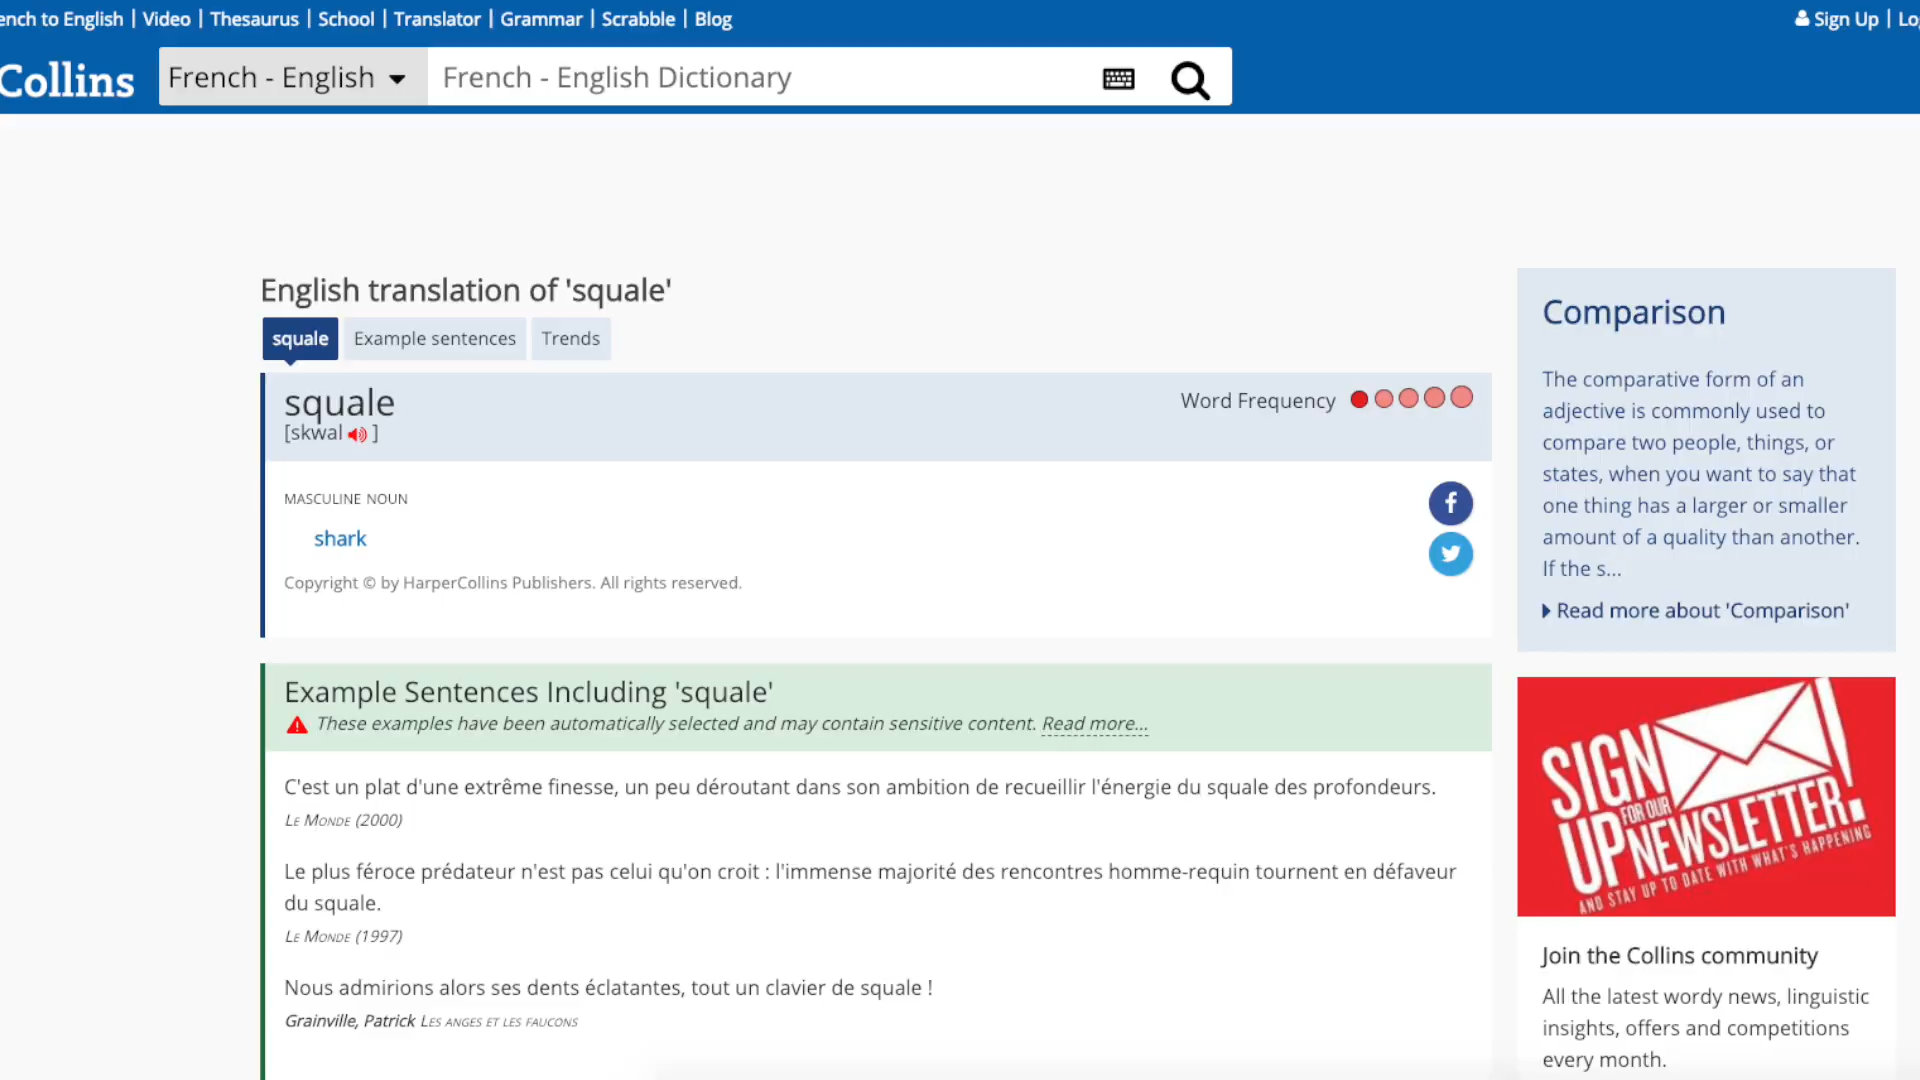 ench to English | Video | Thesaurus | School | Translator | Grammar | Scrabble | Blog
Sign Up | Lo
Collins
French - English
French - English Dictionary
English translation of 'squale'
squale
Example sentences
Trends
squale
Word Frequency
[skwal ]
MASCULINE NOUN
shark
Copyright © by HarperCollins Publishers. All rights reserved.
Example Sentences Including 'squale'
These examples have been automatically selected and may contain sensitive content. Read more…
C'est un plat d'une extrême finesse, un peu déroutant dans son ambition de recueillir l'énergie du squale des profondeurs.
LE MONDE (2000)
Le plus féroce prédateur n'est pas celui qu'on croit : l'immense majorité des rencontres homme-requin tournent en défaveur
du squale.
LE MONDE (1997)
Nous admirions alors ses dents éclatantes, tout un clavier de squale !
Grainville, Patrick LES ANGES ET LES FAUCONS
Comparison
The comparative form of an
adjective is commonly used to
compare two people, things, or
states, when you want to say that
one thing has a larger or smaller
amount of a quality than another.
If the s...
Read more about 'Comparison'
SIGN
FOR OUR
UP NEWSLETTER!
AND STAY UP TO DATE WITH WHAT'S HAPPENING
Join the Collins community
All the latest wordy news, linguistic
insights, offers and competitions
every month.